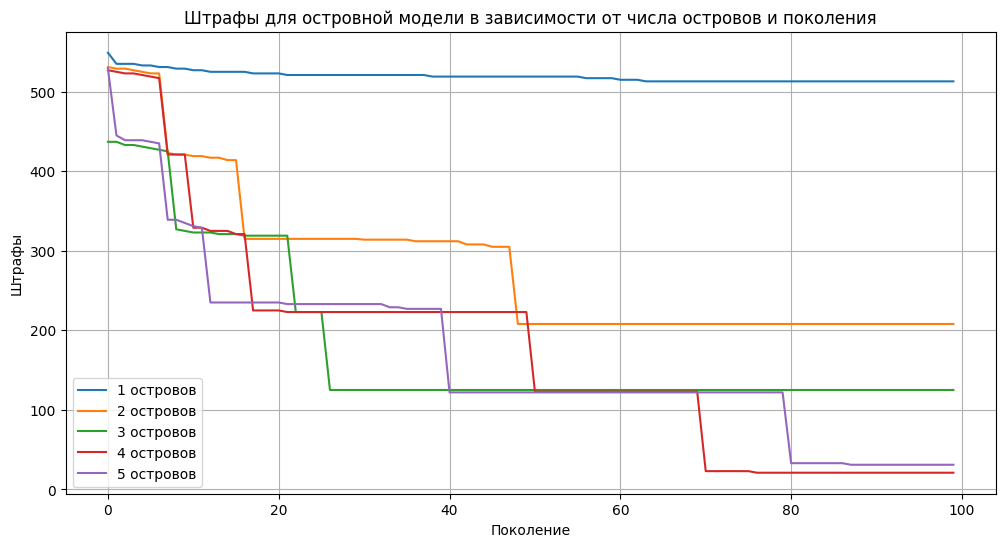 Штрафы для островной модели в зависимости от числа островов и поколения
Штрафы
500
400
300
200
100
0
1 островов
2 островов
3 островов
4 островов
5 островов
0 20 40 60 80 100
Поколение